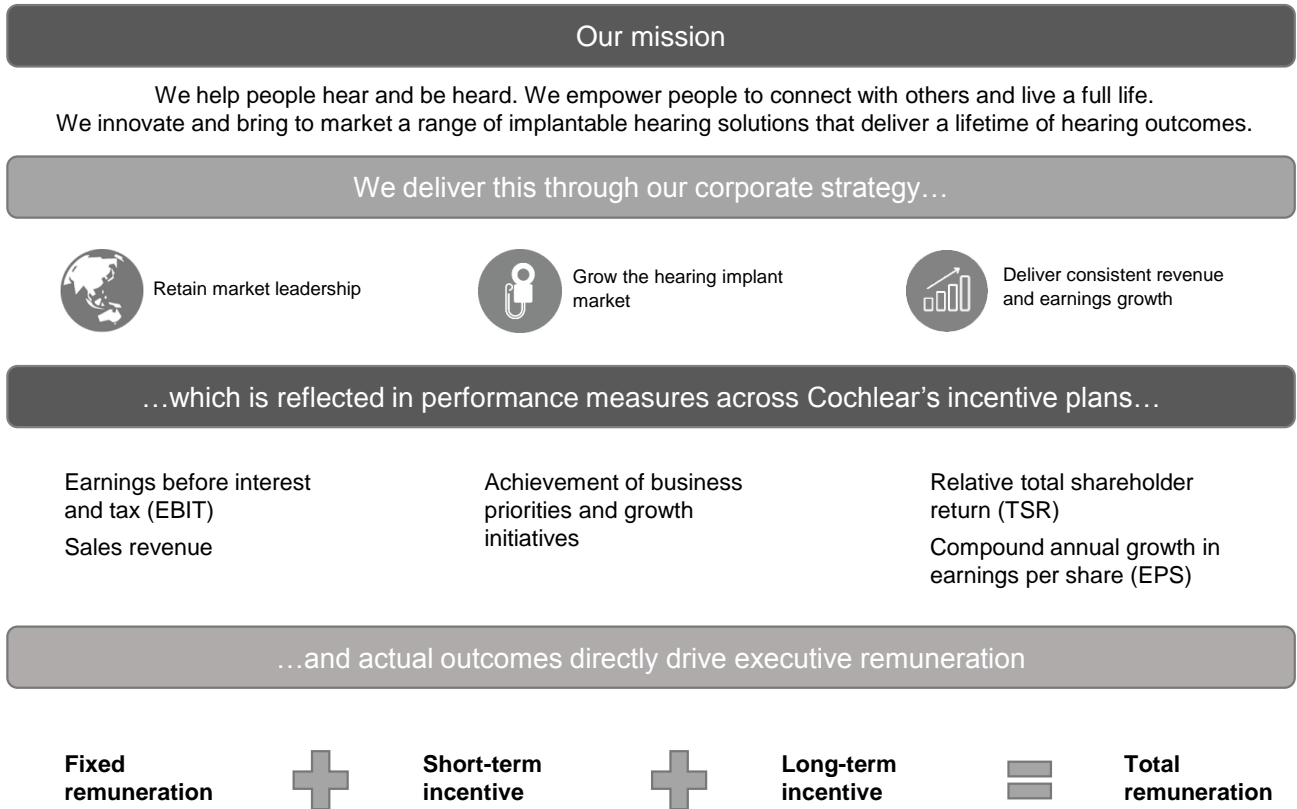 Our mission
We help people hear and be heard. We empower people to connect with others and live a full life.
We innovate and bring to market a range of implantable hearing solutions that deliver a lifetime of hearing outcomes.
We deliver this through our corporate strategy…
Retain market leadership
Grow the hearing implant
market
Deliver consistent revenue
and earnings growth
…which is reflected in performance measures across Cochlear’s incentive plans…
Earnings before interest
and tax (EBIT)
Sales revenue
Achievement of business
priorities and growth
initiatives
Relative total shareholder
return (TSR)
Compound annual growth in
earnings per share (EPS)
…and actual outcomes directly drive executive remuneration
Fixed
remuneration
Short-term
incentive
Long-term
incentive
Total
remuneration